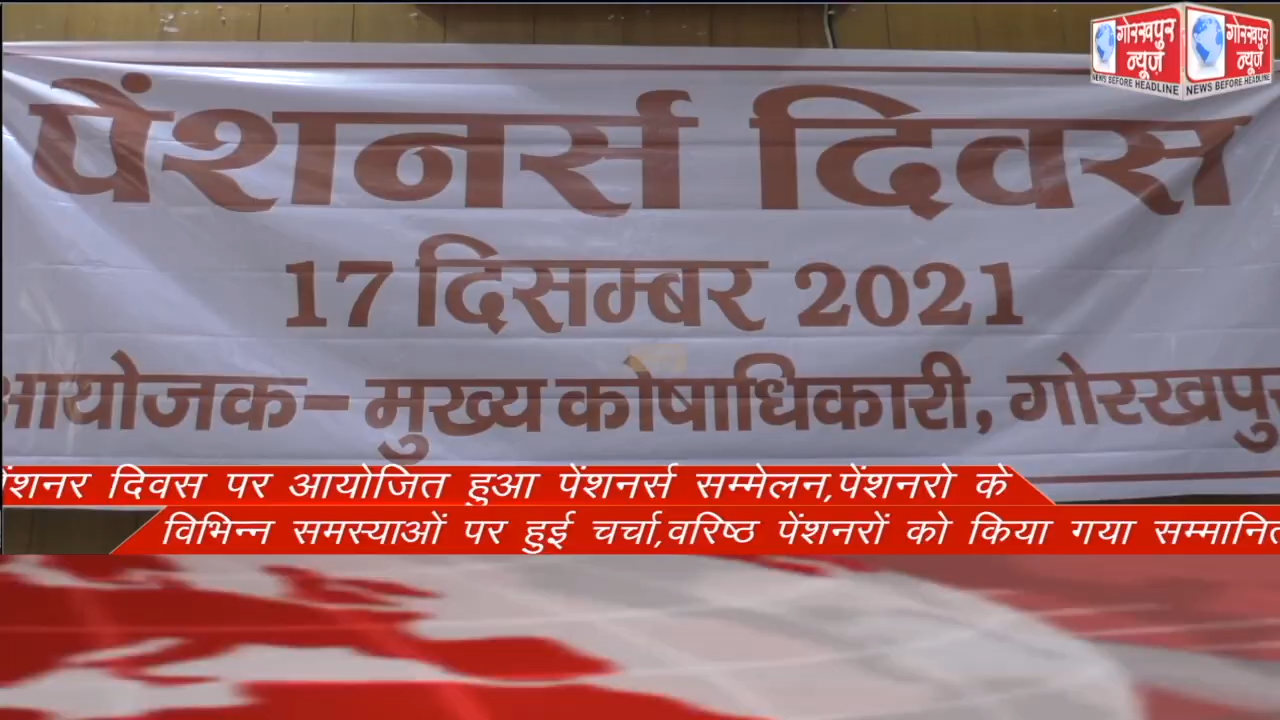 गोरखपुर न्यूज़
NEWS BEFORE HEADLINE
गोरखपुर न्यूज़
NEWS BEFORE HEADLINE
पेंशनर्स दिवस
17 दिसम्बर 2021
आयोजक- मुख्य कोषाधिकारी, गोरखपुर
पेंशनर दिवस पर आयोजित हुआ पेंशनर्स सम्मेलन,पेंशनरो के
विभिन्न समस्याओं पर हुई चर्चा,वरिष्ठ पेंशनरों को किया गया सम्मानित